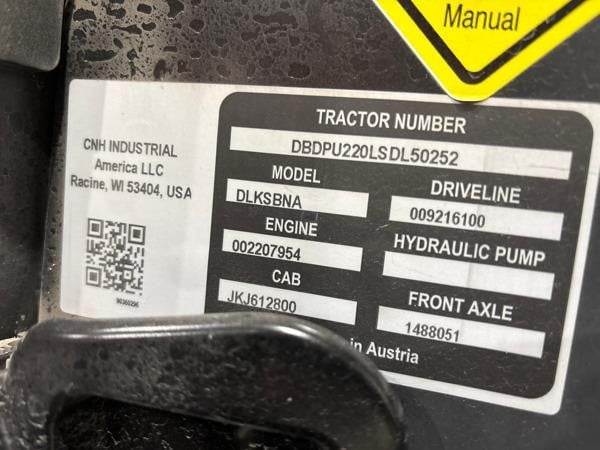 Manual
CNH INDUSTRIAL
America LLC
Racine, WI 53404, USA
TRACTOR NUMBER
DBDPU220LSDL50252
MODEL
DLKSBNA
DRIVELINE
009216100
ENGINE
002207954
HYDRAULIC PUMP
CAB
JKJ612800
FRONT AXLE
1488051
in Austria